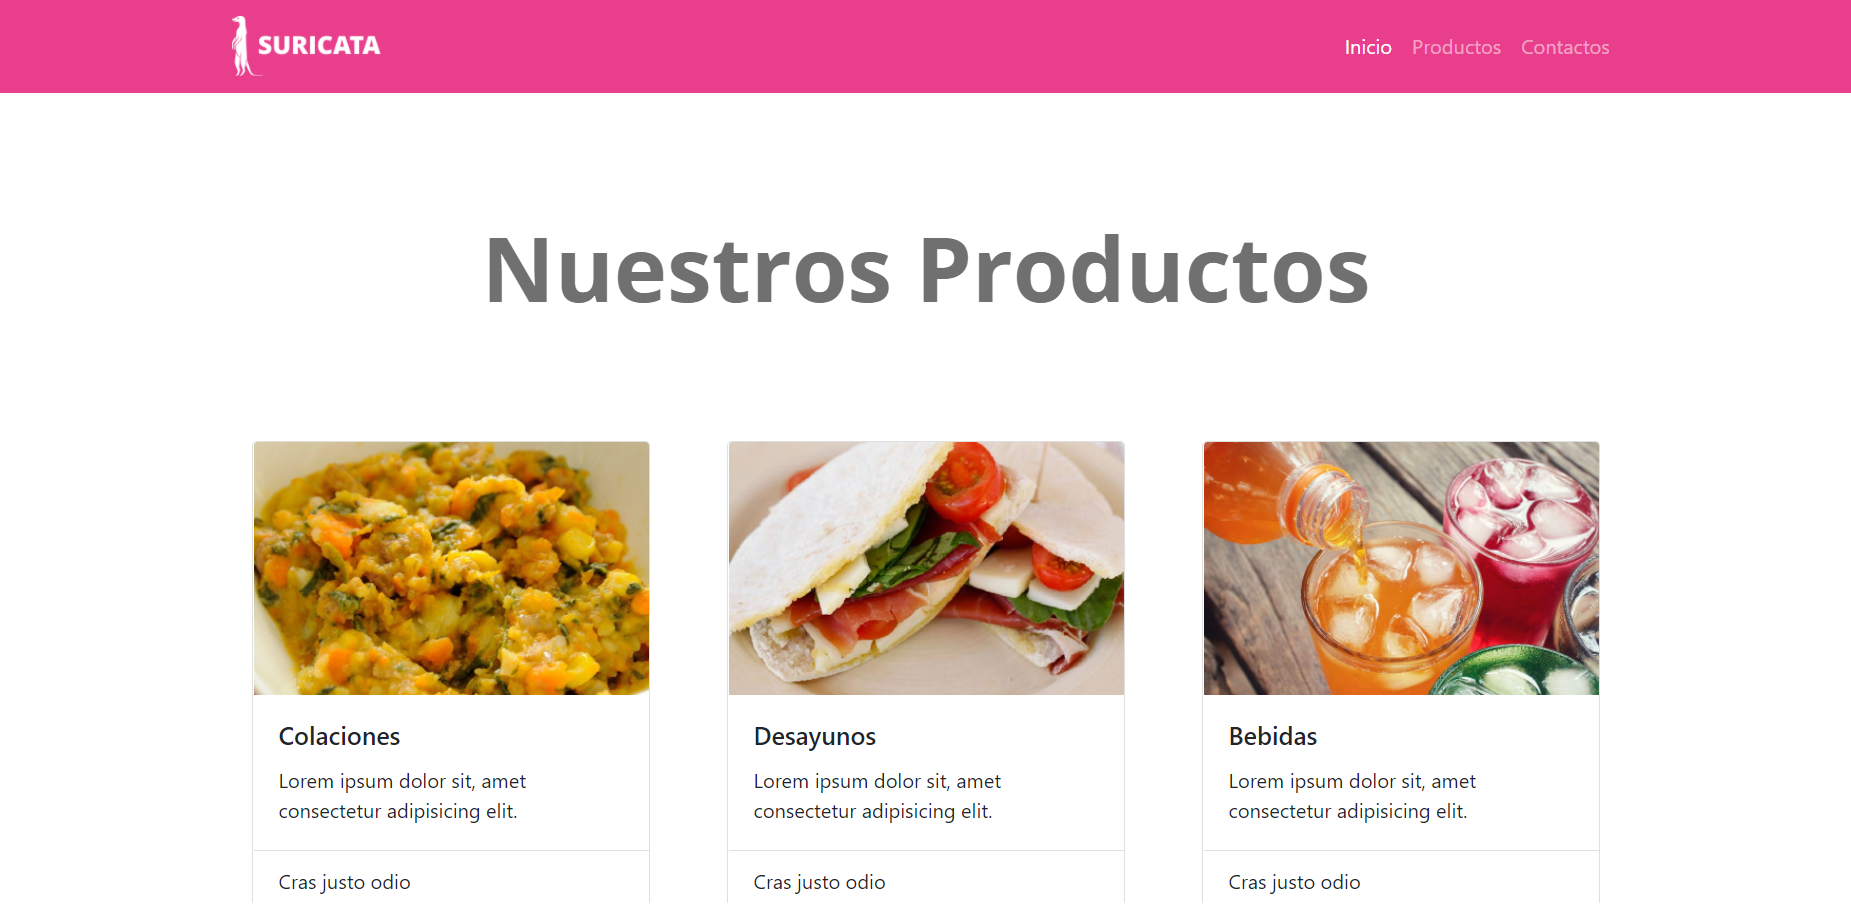 SURICATA
Inicio Productos Contactos
Nuestros Productos
Colaciones
Lorem ipsum dolor sit, amet
consectetur adipisicing elit.
Cras justo odio
Desayunos
Lorem ipsum dolor sit, amet
consectetur adipisicing elit.
Cras justo odio
Bebidas
Lorem ipsum dolor sit, amet
consectetur adipisicing elit.
Cras justo odio